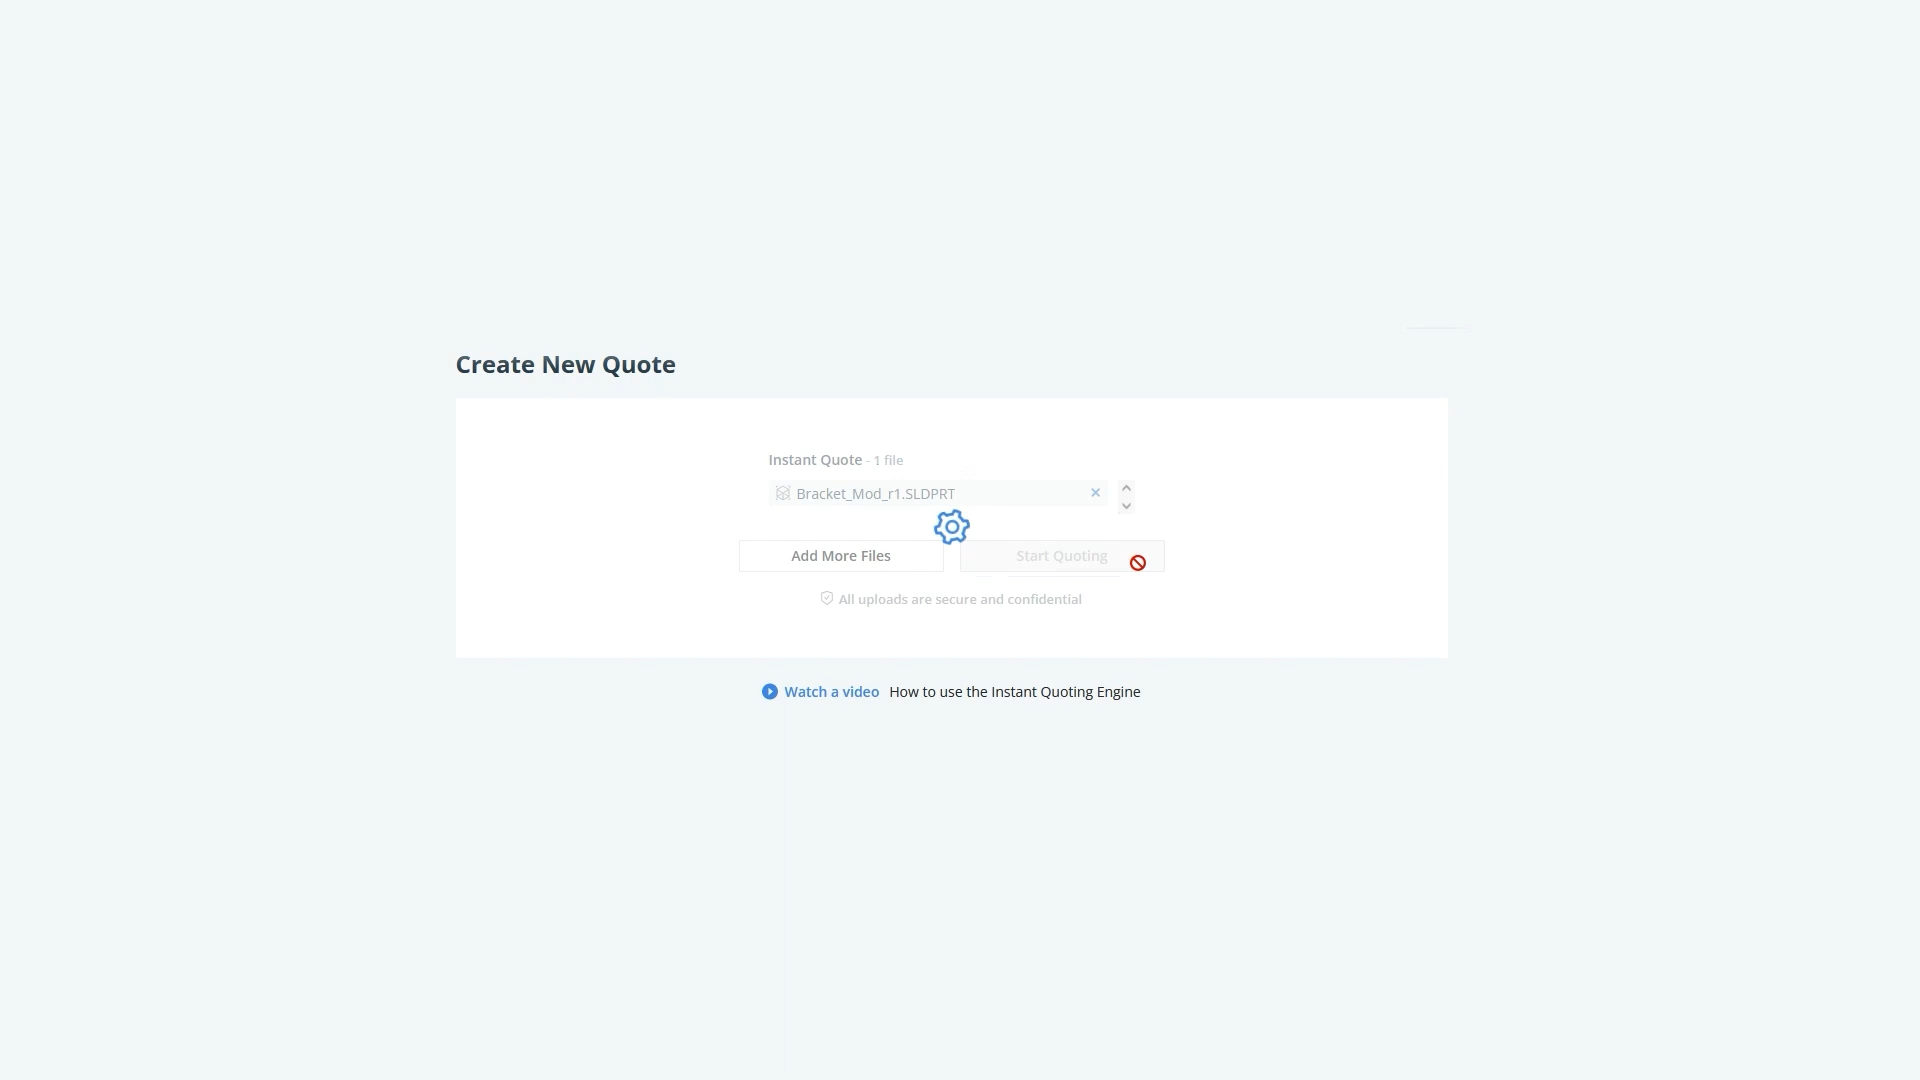 Create New Quote
Instant Quote - 1 file
Bracket_Mod_r1.SLDPRT
Add More Files
Start Quoting
All uploads are secure and confidential
Watch a video How to use the Instant Quoting Engine